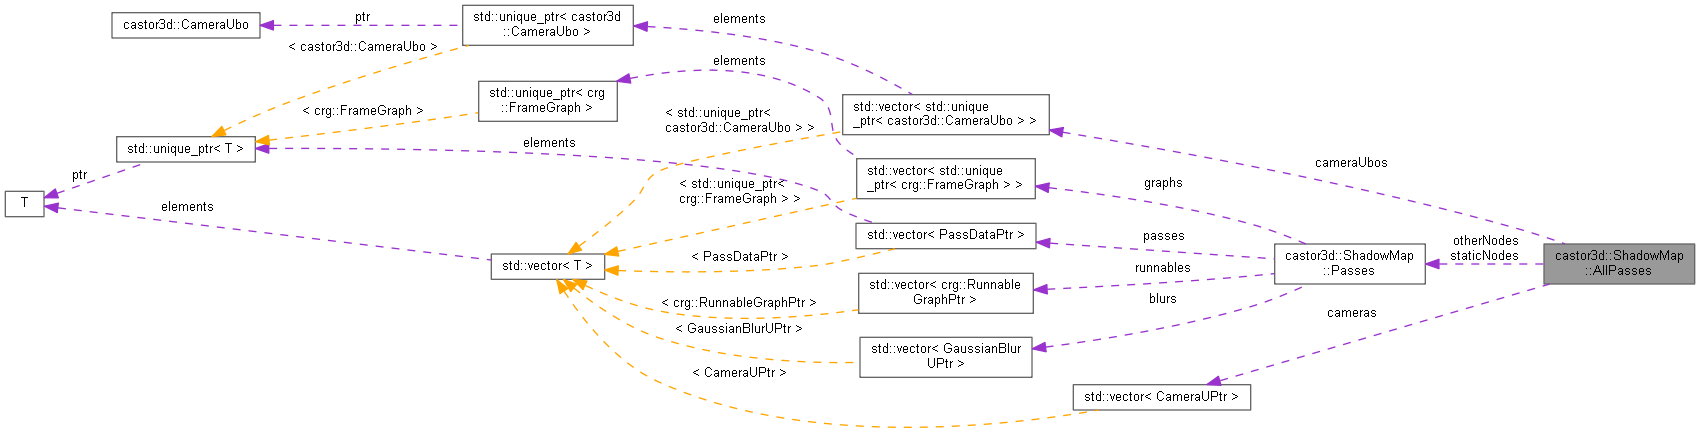 castor3d::CameraUbo
ptr
std::unique_ptr< castor3d
::CameraUbo >
elements
< castor3d::CameraUbo >
elements
std::unique_ptr< crg
::FrameGraph >
< crg::FrameGraph >
std::vector< std::unique
_ptr< castor3d::CameraUbo > >
< std::unique_ptr<
castor3d::CameraUbo > >
std::unique_ptr< T >
elements
cameraUbos
ptr
std::vector< std::unique
_ptr< crg::FrameGraph > >
< std::unique_ptr<
crg::FrameGraph > >
graphs
T
elements
std::vector< PassDataPtr >
passes
< PassDataPtr >
std::vector< T >
castor3d::ShadowMap
::Passes
otherNodes
staticNodes
castor3d::ShadowMap
::AllPasses
runnables
std::vector< crg::Runnable
GraphPtr >
< crg::RunnableGraphPtr >
blurs
< GaussianBlurUPtr >
cameras
std::vector< GaussianBlur
UPtr >
< CameraUPtr >
std::vector< CameraUPtr >